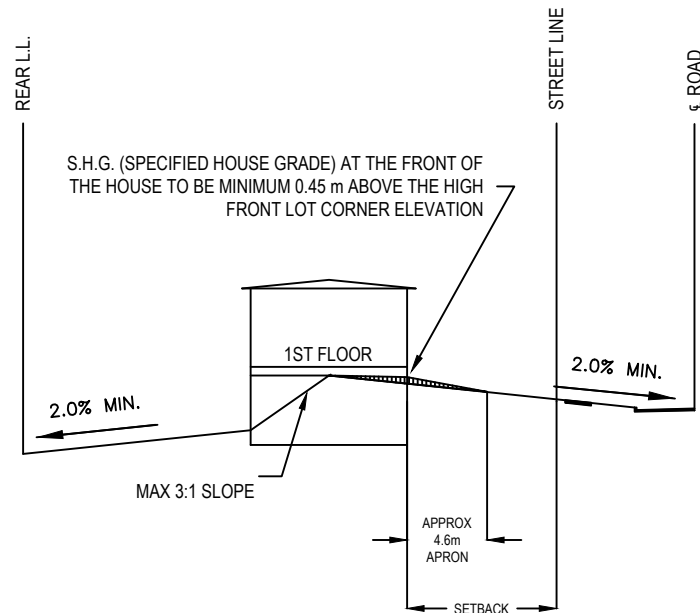 REAR L.L.
STREET LINE
℄ ROAD
S.H.G. (SPECIFIED HOUSE GRADE) AT THE FRONT OF
THE HOUSE TO BE MINIMUM 0.45 m ABOVE THE HIGH
FRONT LOT CORNER ELEVATION
1ST FLOOR
2.0% MIN.
2.0% MIN.
MAX 3:1 SLOPE
APPROX
4.6m
APRON
SETBACK